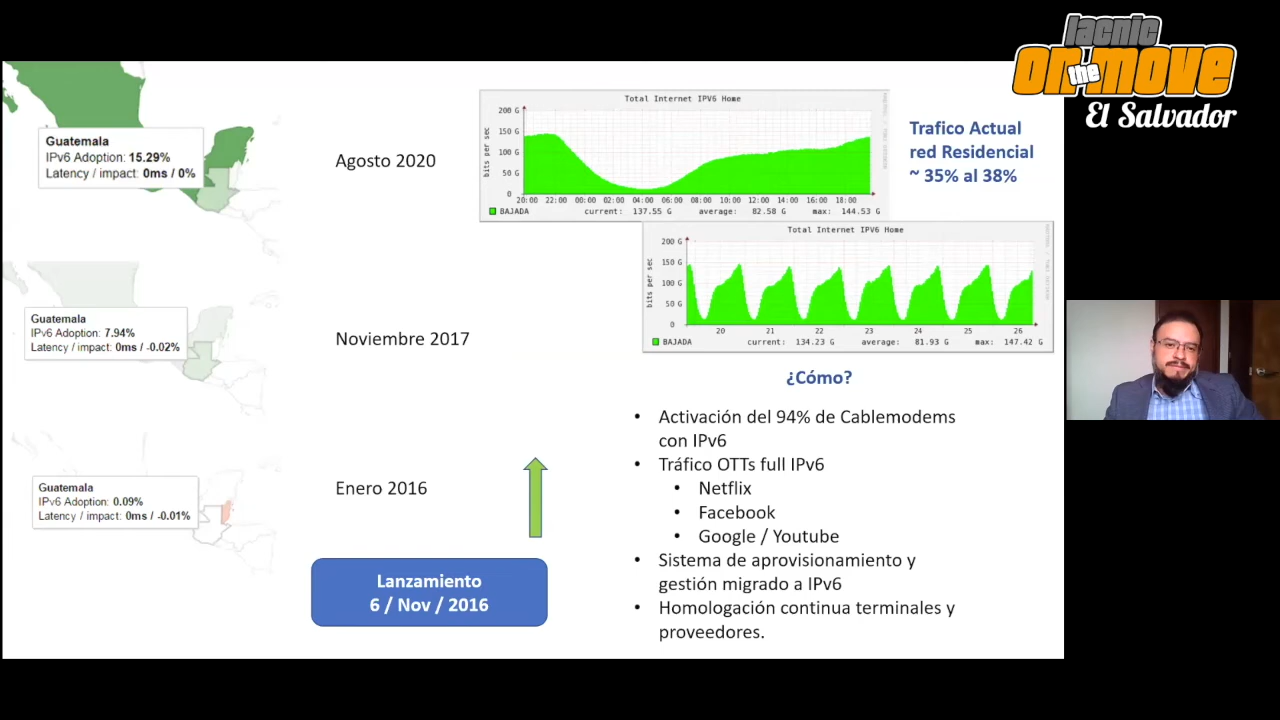 lacnic
on the move
El Salvador
Guatemala
IPv6 Adoption: 15.29%
Latency / impact: 0ms / 0%
Agosto 2020
Total Internet IPV6 Home
bits per sec
200 G
150 G
100 G
50 G
0
20:00 22:00 00:00 02:00 04:00 06:00 08:00 10:00 12:00 14:00 16:00 18:00
BAJADA current: 137.55 G average: 82.58 G max: 144.53 G
Trafico Actual
red Residencial
~ 35% al 38%
Total Internet IPV6 Home
bits per sec
200 G
150 G
100 G
50 G
0
20 21 22 23 24 25 26
BAJADA current: 134.23 G average: 81.93 G max: 147.42 G
Guatemala
IPv6 Adoption: 7.94%
Latency / impact: 0ms / -0.02%
Noviembre 2017
Guatemala
IPv6 Adoption: 0.09%
Latency / impact: 0ms / -0.01%
Enero 2016
Lanzamiento
6 / Nov / 2016
¿Cómo?
• Activación del 94% de Cablemodems
con IPv6
• Tráfico OTTs full IPv6
• Netflix
• Facebook
• Google / Youtube
• Sistema de aprovisionamiento y
gestión migrado a IPv6
• Homologación continua terminales y
proveedores.